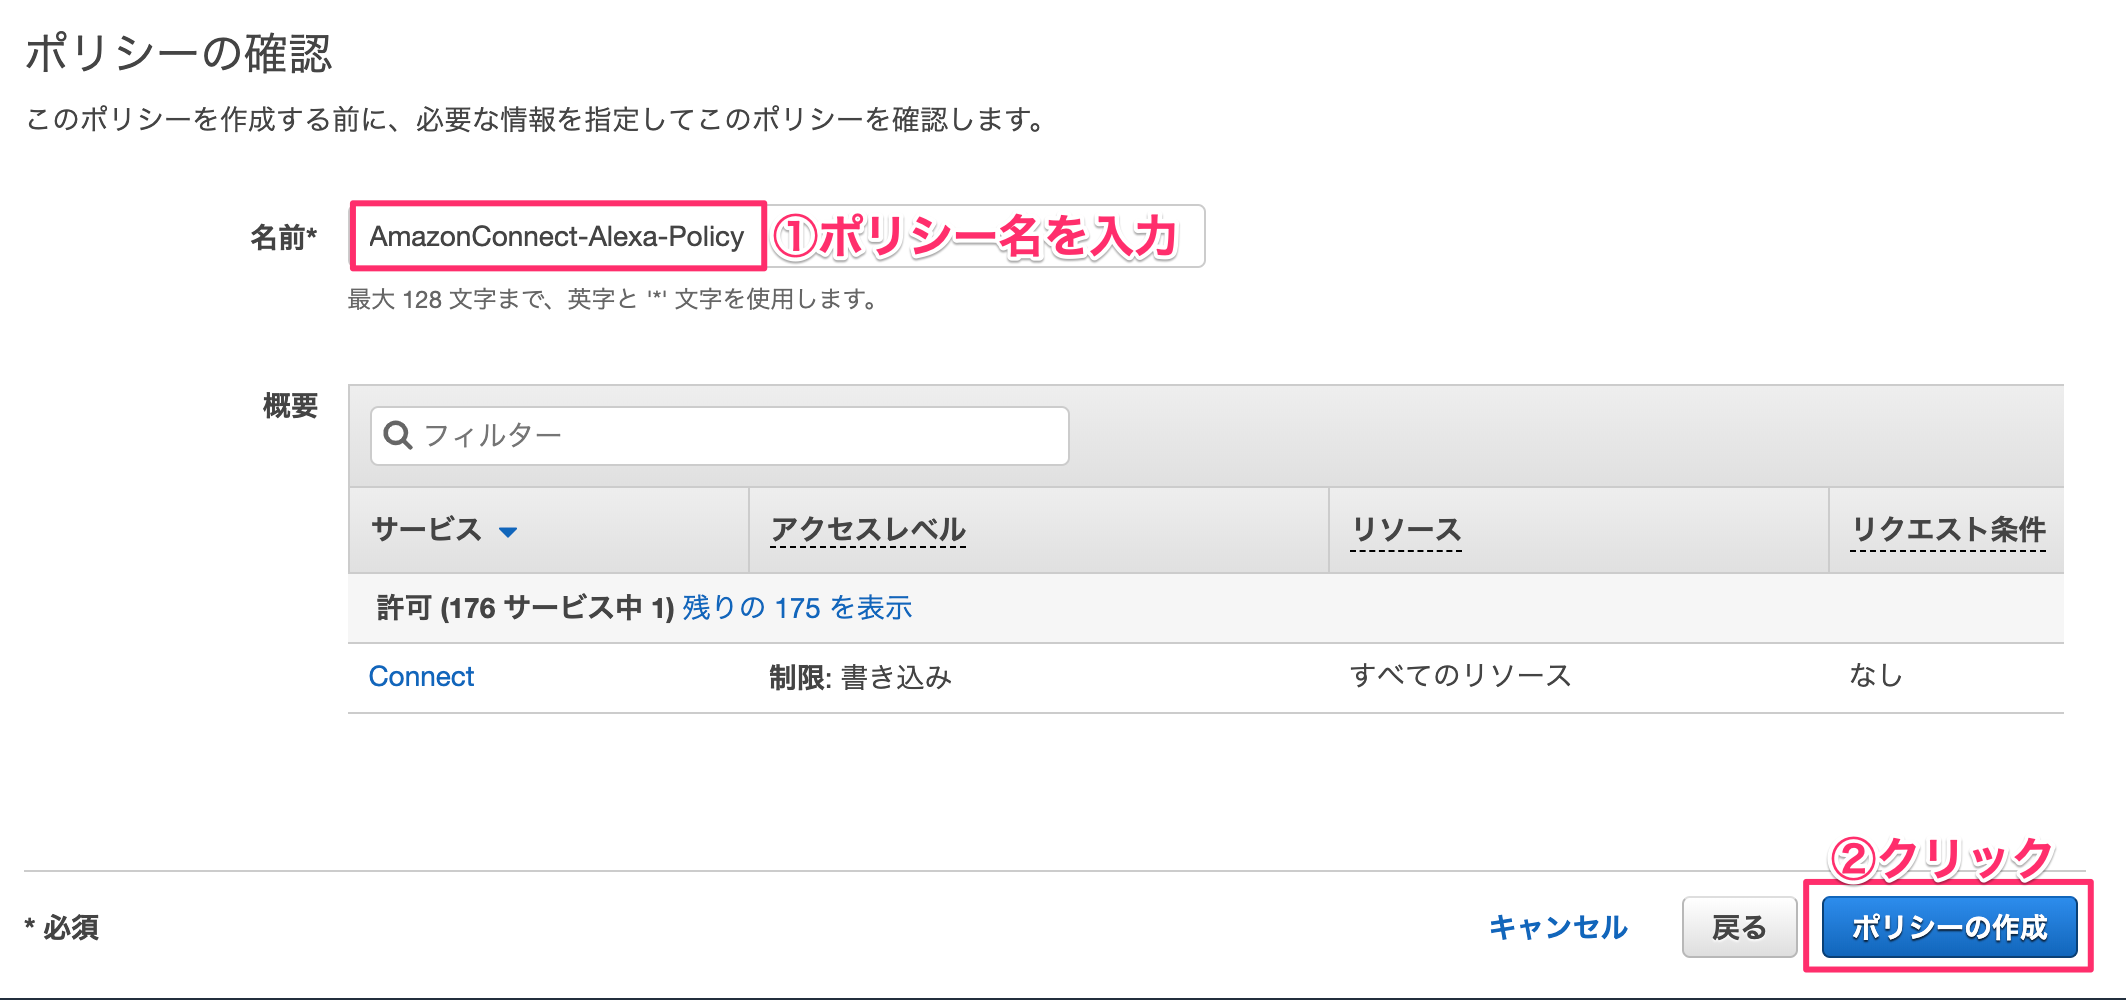 ポリシーの確認
このポリシーを作成する前に、必要な情報を指定してこのポリシーを確認します。
名前* AmazonConnect-Alexa-Policy ①ポリシー名を入力
最大 128 文字まで、英字と '*' 文字を使用します。
概要 フィルター
サービス アクセスレベル リソース リクエスト条件
許可 (176 サービス中 1) 残りの 175 を表示
Connect 制限: 書き込み すべてのリソース なし
②クリック
* 必須 キャンセル 戻る ポリシーの作成